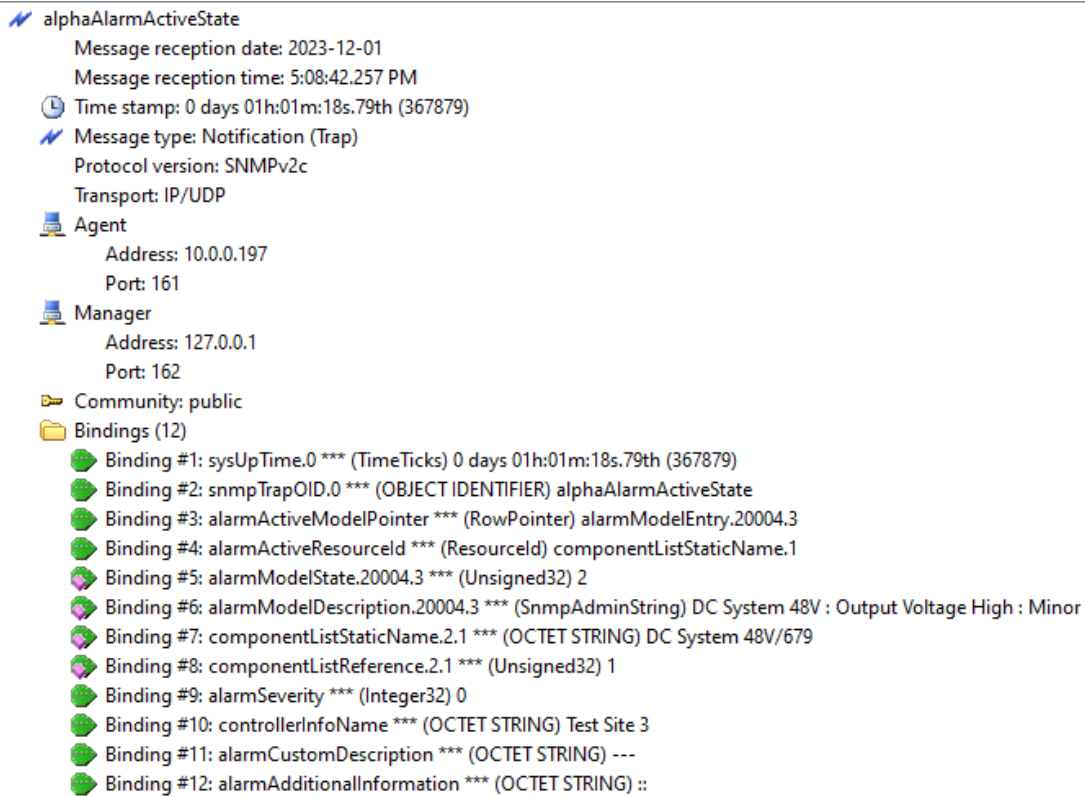 alphaAlarmActiveState
Message reception date: 2023-12-01
Message reception time: 5:08:42.257 PM
Time stamp: 0 days 01h:01m:18s.79th (367879)
Message type: Notification (Trap)
Protocol version: SNMPv2c
Transport: IP/UDP
Agent
Address: 10.0.0.197
Port: 161
Manager
Address: 127.0.0.1
Port: 162
Community: public
Bindings (12)
Binding #1: sysUpTime.0 *** (TimeTicks) 0 days 01h:01m:18s.79th (367879)
Binding #2: snmpTrapOID.0 *** (OBJECT IDENTIFIER) alphaAlarmActiveState
Binding #3: alarmActiveModelPointer *** (RowPointer) alarmModelEntry.20004.3
Binding #4: alarmActiveResourceId *** (ResourceId) componentListStaticName.1
Binding #5: alarmModelState.20004.3 *** (Unsigned32) 2
Binding #6: alarmModelDescription.20004.3 *** (SnmpAdminString) DC System 48V : Output Voltage High : Minor
Binding #7: componentListStaticName.2.1 *** (OCTET STRING) DC System 48V/679
Binding #8: componentListReference.2.1 *** (Unsigned32) 1
Binding #9: alarmSeverity *** (Integer32) 0
Binding #10: controllerInfoName *** (OCTET STRING) Test Site 3
Binding #11: alarmCustomDescription *** (OCTET STRING) ---
Binding #12: alarmAdditionalInformation *** (OCTET STRING) ::